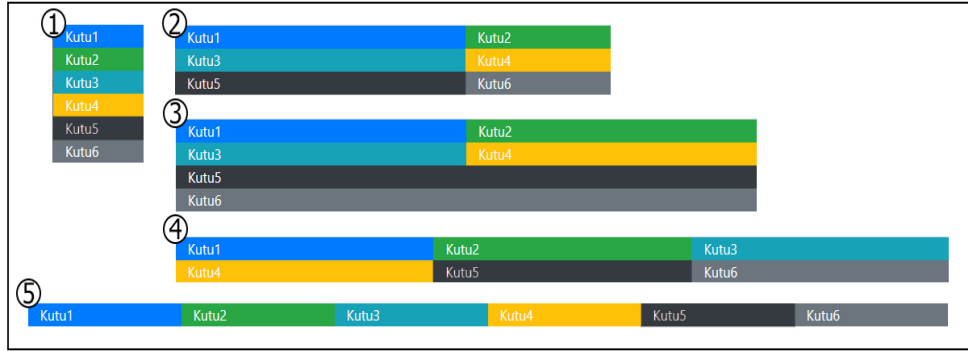 ①
Kutu1
Kutu2
Kutu3
Kutu4
Kutu5
Kutu6
②
Kutu1 Kutu2
Kutu3 Kutu4
Kutu5 Kutu6
③
Kutu1 Kutu2
Kutu3 Kutu4
Kutu5
Kutu6
④
Kutu1 Kutu2 Kutu3
Kutu4 Kutu5 Kutu6
⑤
Kutu1 Kutu2 Kutu3 Kutu4 Kutu5 Kutu6